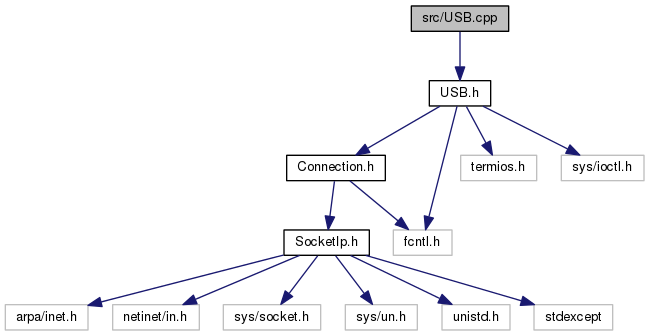 src/USB.cpp
USB.h
Connection.h
termios.h
sys/ioctl.h
SocketIp.h
fcntl.h
arpa/inet.h
netinet/in.h
sys/socket.h
sys/un.h
unistd.h
stdexcept